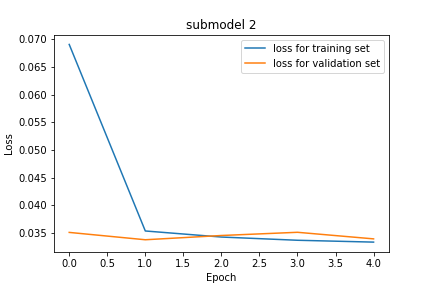 submodel 2
loss for training set
loss for validation set
0.070
0.065
0.060
0.055
0.050
0.045
0.040
0.035
Loss
0.0 0.5 1.0 1.5 2.0 2.5 3.0 3.5 4.0
Epoch